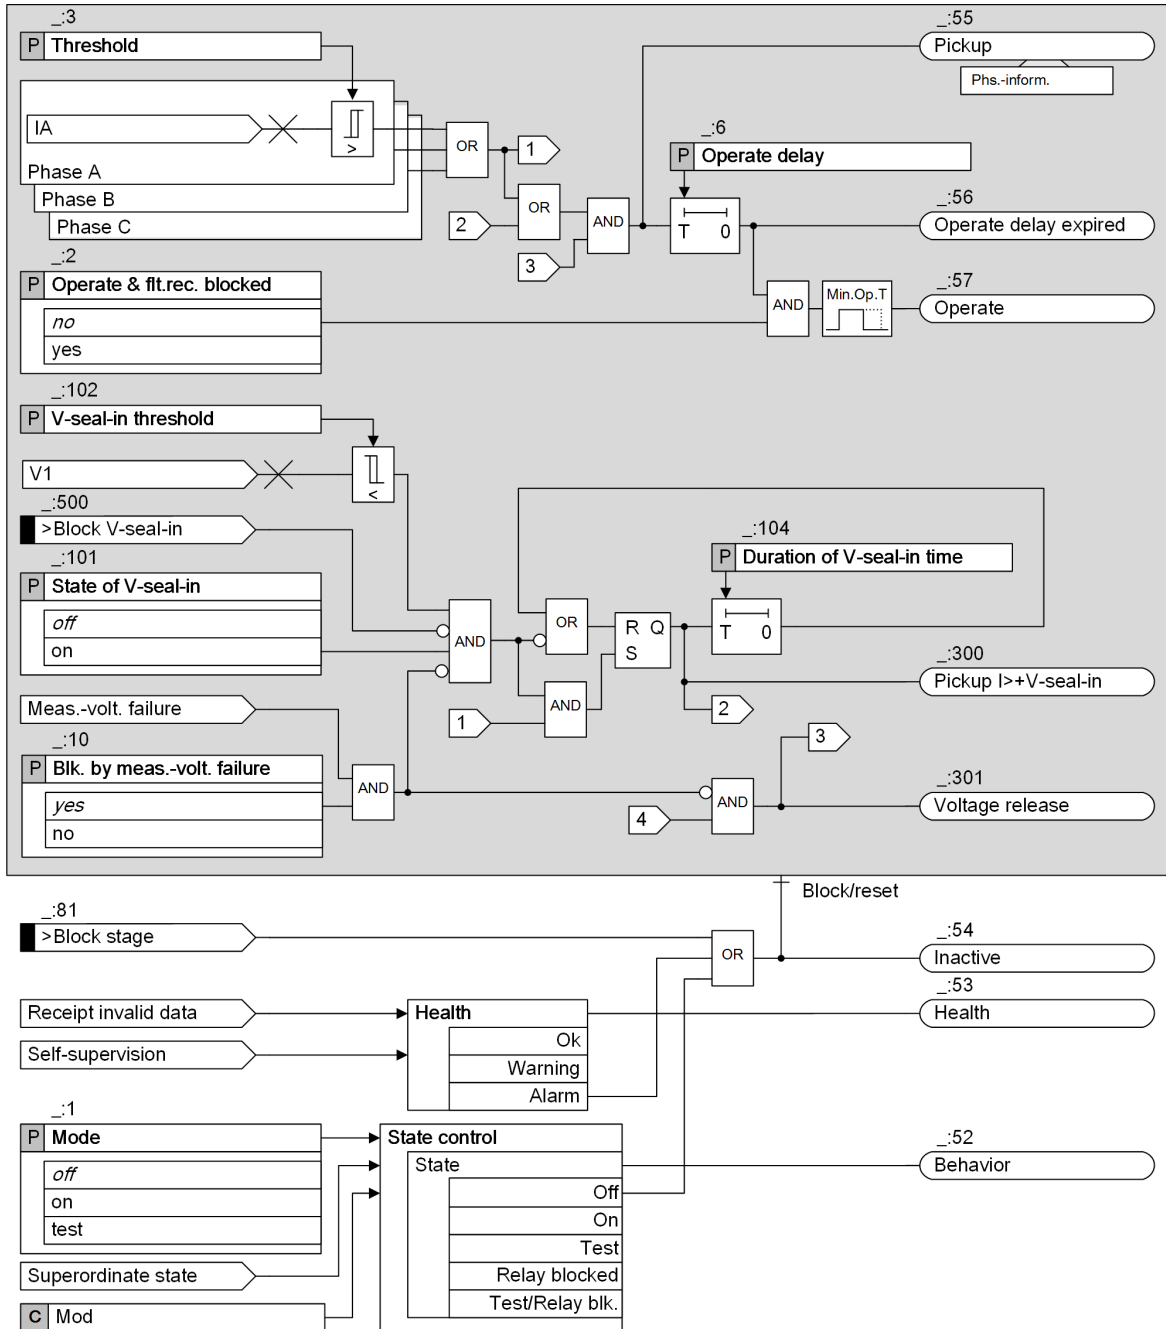 _:3
P Threshold
IA
>
Phase A
Phase B
Phase C
OR
1
OR
2
3
AND
_:55
Pickup
Phs.-inform.
_:6
P Operate delay
T 0
_:56
Operate delay expired
_:2
P Operate & flt.rec. blocked
no
yes
AND
Min.Op.T
_:57
Operate
_:102
P V-seal-in threshold
V1
<
_:500
>Block V-seal-in
_:101
P State of V-seal-in
off
on
AND
OR
R Q
S
AND
1
_:104
P Duration of V-seal-in time
T 0
_:300
Pickup I>+V-seal-in
2
Meas.-volt. failure
_:10
P Blk. by meas.-volt. failure
yes
no
AND
4
AND
3
_:301
Voltage release
Block/reset
_:81
>Block stage
OR
_:54
Inactive
Receipt invalid data
Self-supervision
Health
Ok
Warning
Alarm
_:53
Health
_:1
P Mode
off
on
test
Superordinate state
C Mod
State control
State
Off
On
Test
Relay blocked
Test/Relay blk.
_:52
Behavior